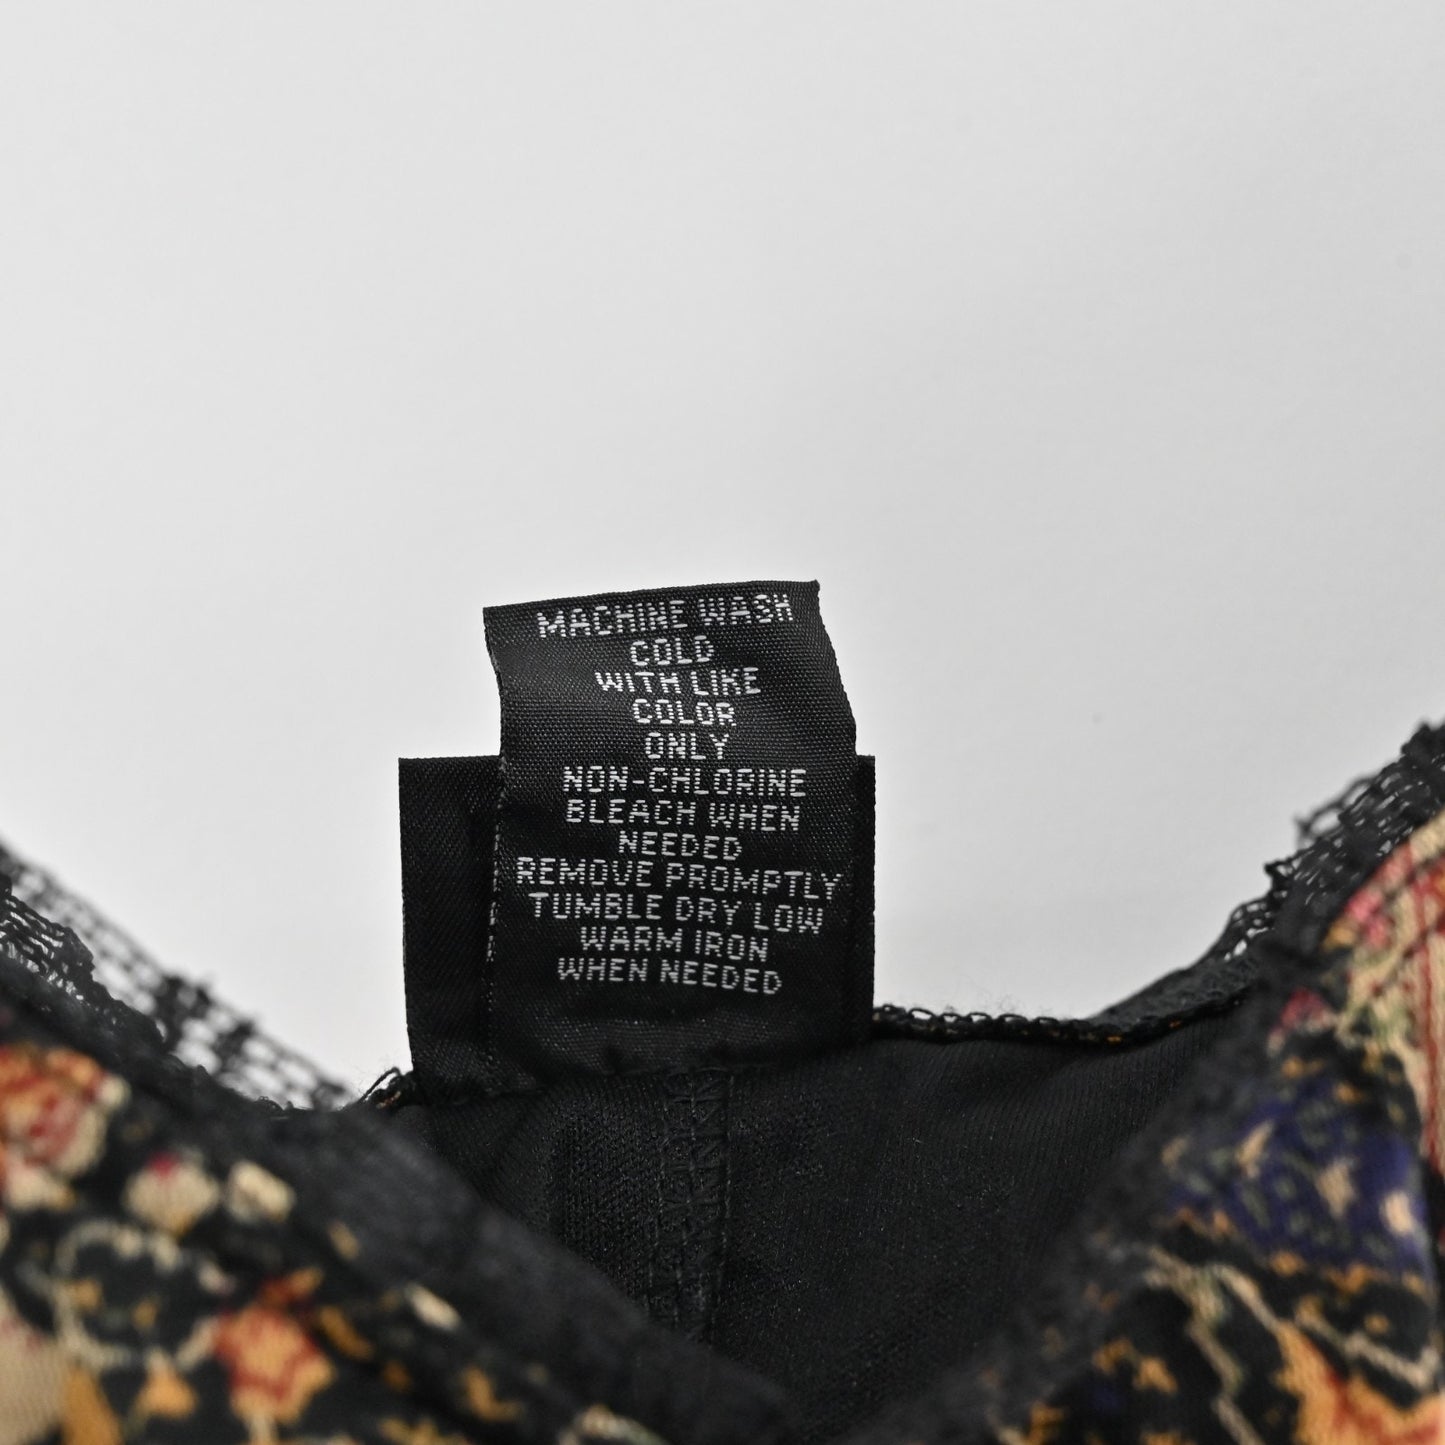 MACHINE WASH
COLD
WITH LIKE
COLOR
ONLY
NON-CHLORINE
BLEACH WHEN
NEEDED
REMOVE PROMPTLY
TUMBLE DRY LOW
WARM IRON
WHEN NEEDED